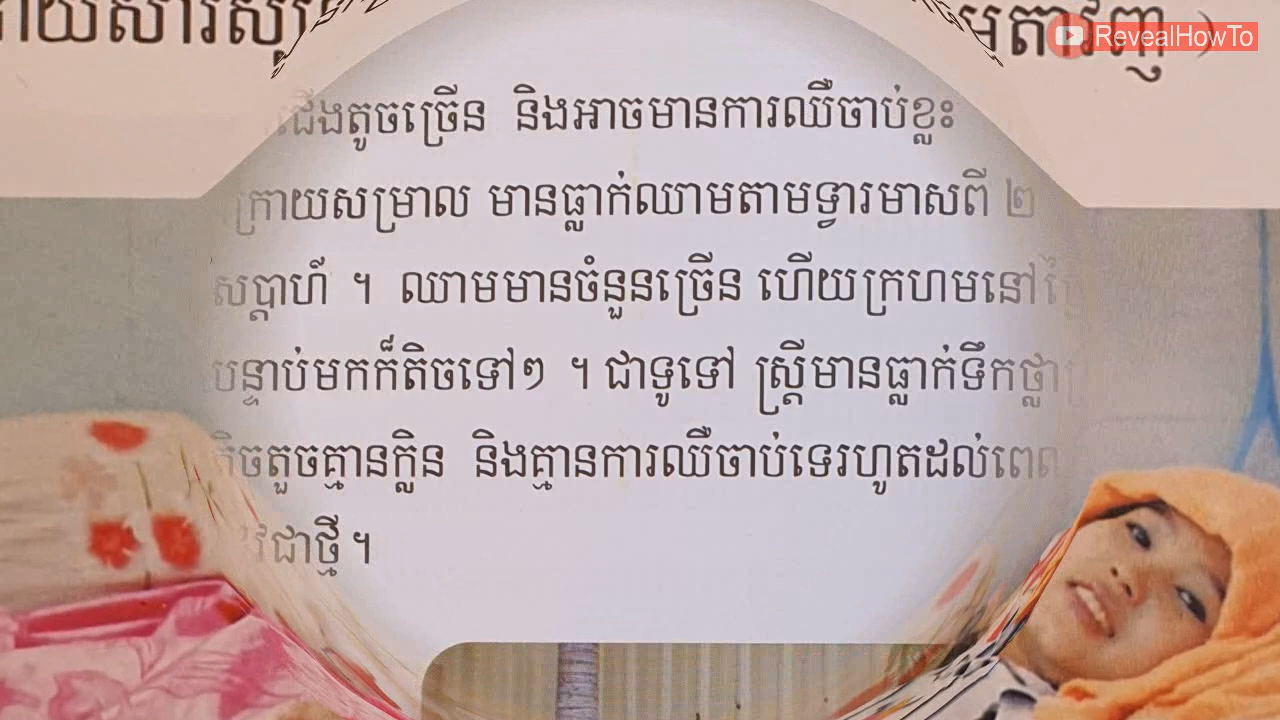 RevealHowTo
តូចច្រើន និងអាចមានការឈឺចាប់ខ្លះ
ក្រោយសម្រាល មានធ្លាក់ឈាមតាមទ្វារមាសពី ២
សប្ដាហ៍ ។ ឈាមមានចំនួនច្រើន ហើយក្រហមនៅ
បន្ទាប់មកក៏តិចទៅៗ ។ ជាទូទៅ ស្ត្រីមានធ្លាក់ទឹក
តិចតួចគ្មានក្លិន និងគ្មានការឈឺចាប់ទេរហូតដល់ពេល
ជាថ្មី ។